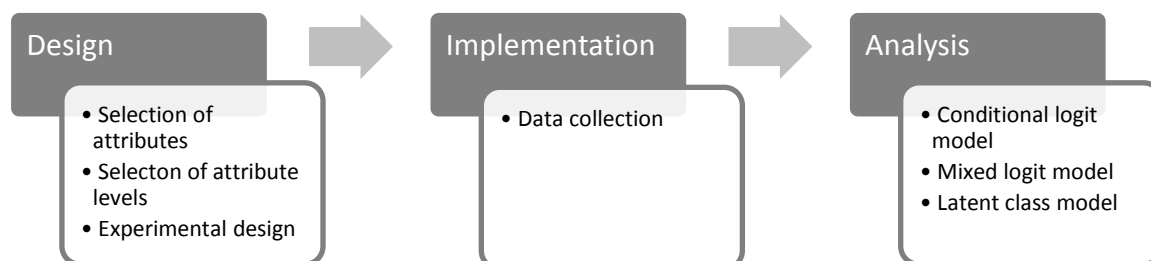 Design
• Selection of
attributes
• Selecton of attribute
levels
• Experimental design
Implementation
• Data collection
Analysis
• Conditional logit
model
• Mixed logit model
• Latent class model